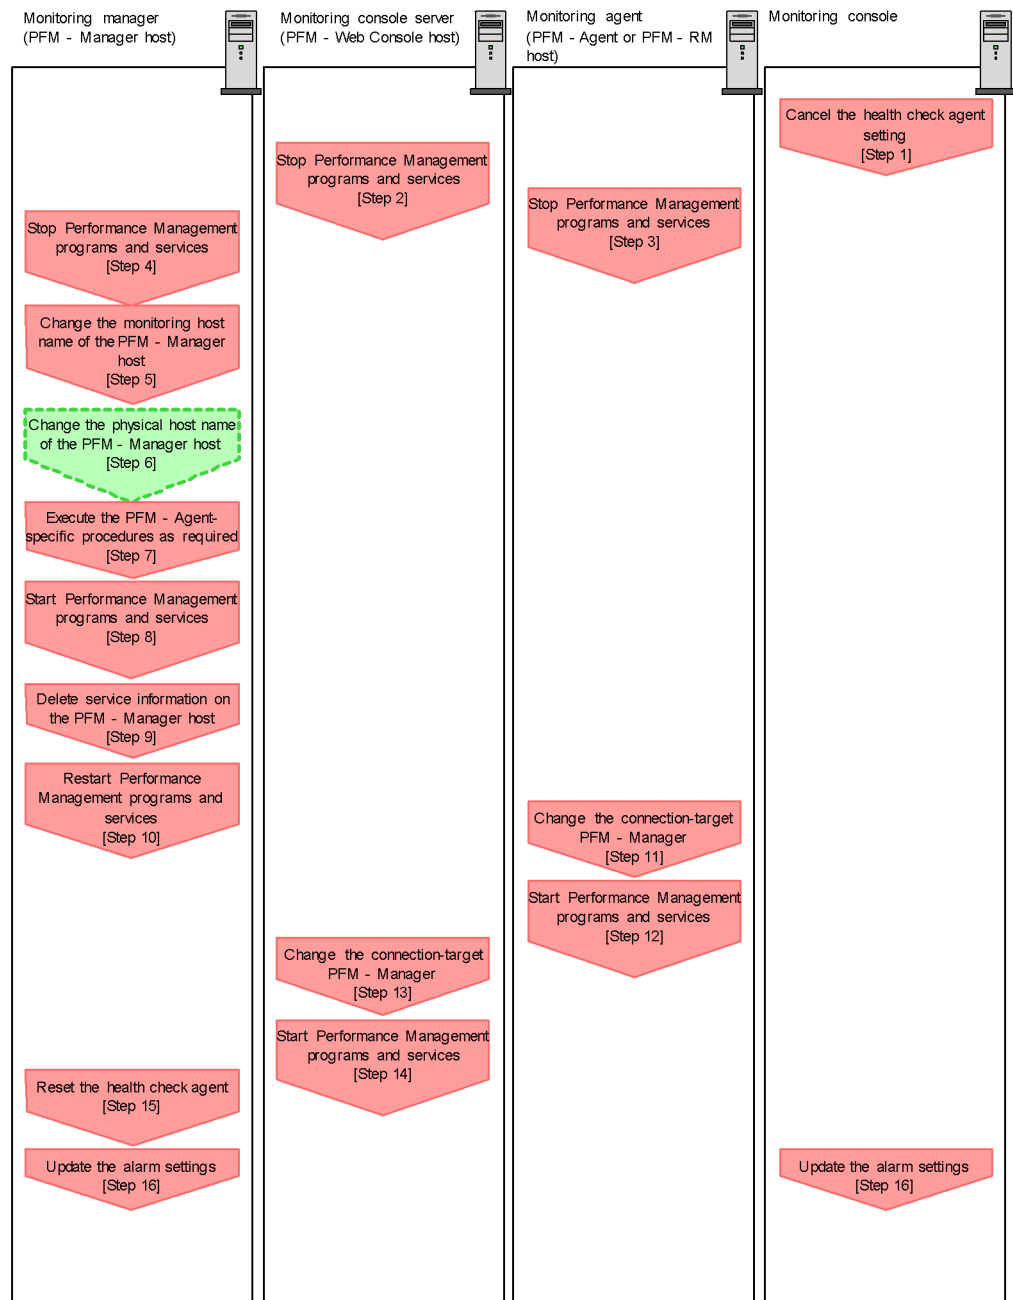 Monitoring manager
(PFM - Manager host)
Monitoring console server
(PFM - Web Console host)
Monitoring agent
(PFM - Agent or PFM - RM
host)
Monitoring console
Cancel the health check agent
setting
[Step 1]
Stop Performance Management
programs and services
[Step 2]
Stop Performance Management
programs and services
[Step 3]
Stop Performance Management
programs and services
[Step 4]
Change the monitoring host
name of the PFM - Manager
host
[Step 5]
Change the physical host name
of the PFM - Manager host
[Step 6]
Execute the PFM - Agent-
specific procedures as required
[Step 7]
Start Performance Management
programs and services
[Step 8]
Delete service information on
the PFM - Manager host
[Step 9]
Restart Performance
Management programs and
services
[Step 10]
Change the connection-target
PFM - Manager
[Step 11]
Start Performance Management
programs and services
[Step 12]
Change the connection-target
PFM - Manager
[Step 13]
Start Performance Management
programs and services
[Step 14]
Reset the health check agent
[Step 15]
Update the alarm settings
[Step 16]
Update the alarm settings
[Step 16]